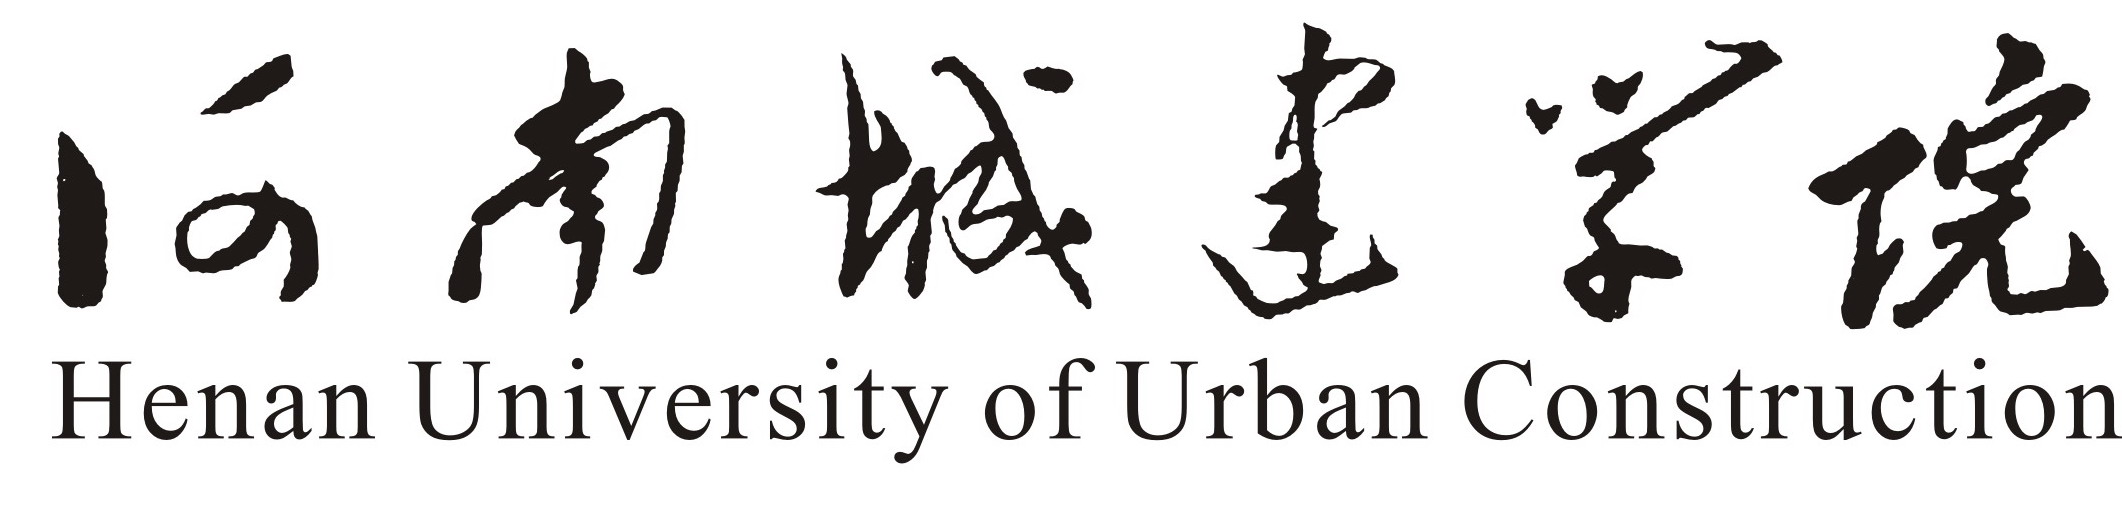 河南城建学院
Henan University of Urban Construction